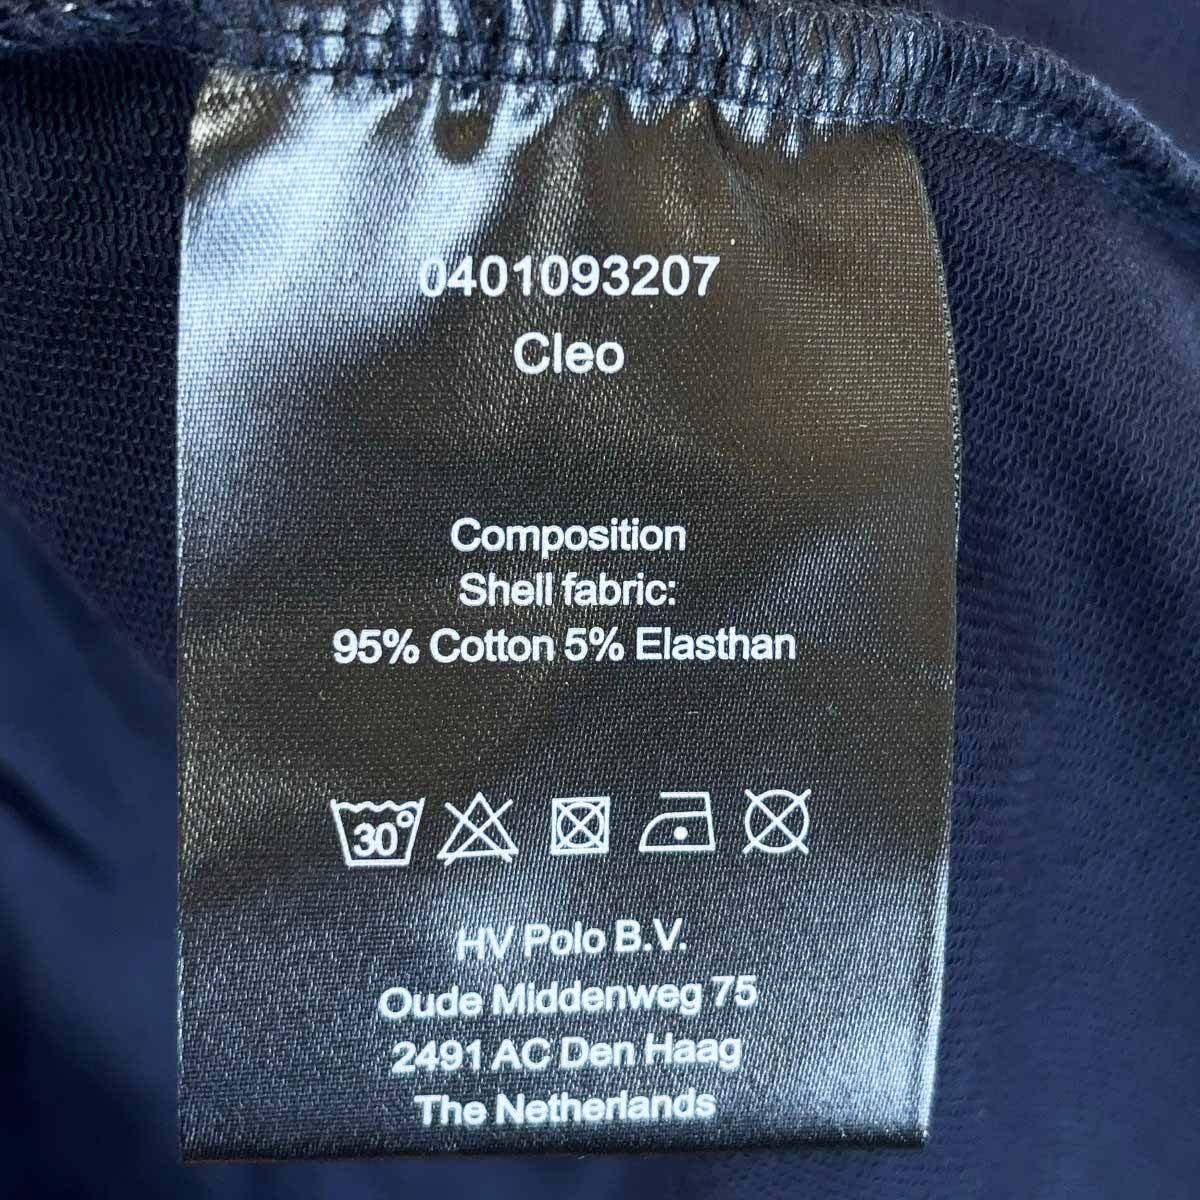 0401093207
Cleo
Composition
Shell fabric:
95% Cotton 5% Elasthan
30°
HV Polo B.V.
Oude Middenweg 75
2491 AC Den Haag
The Netherlands